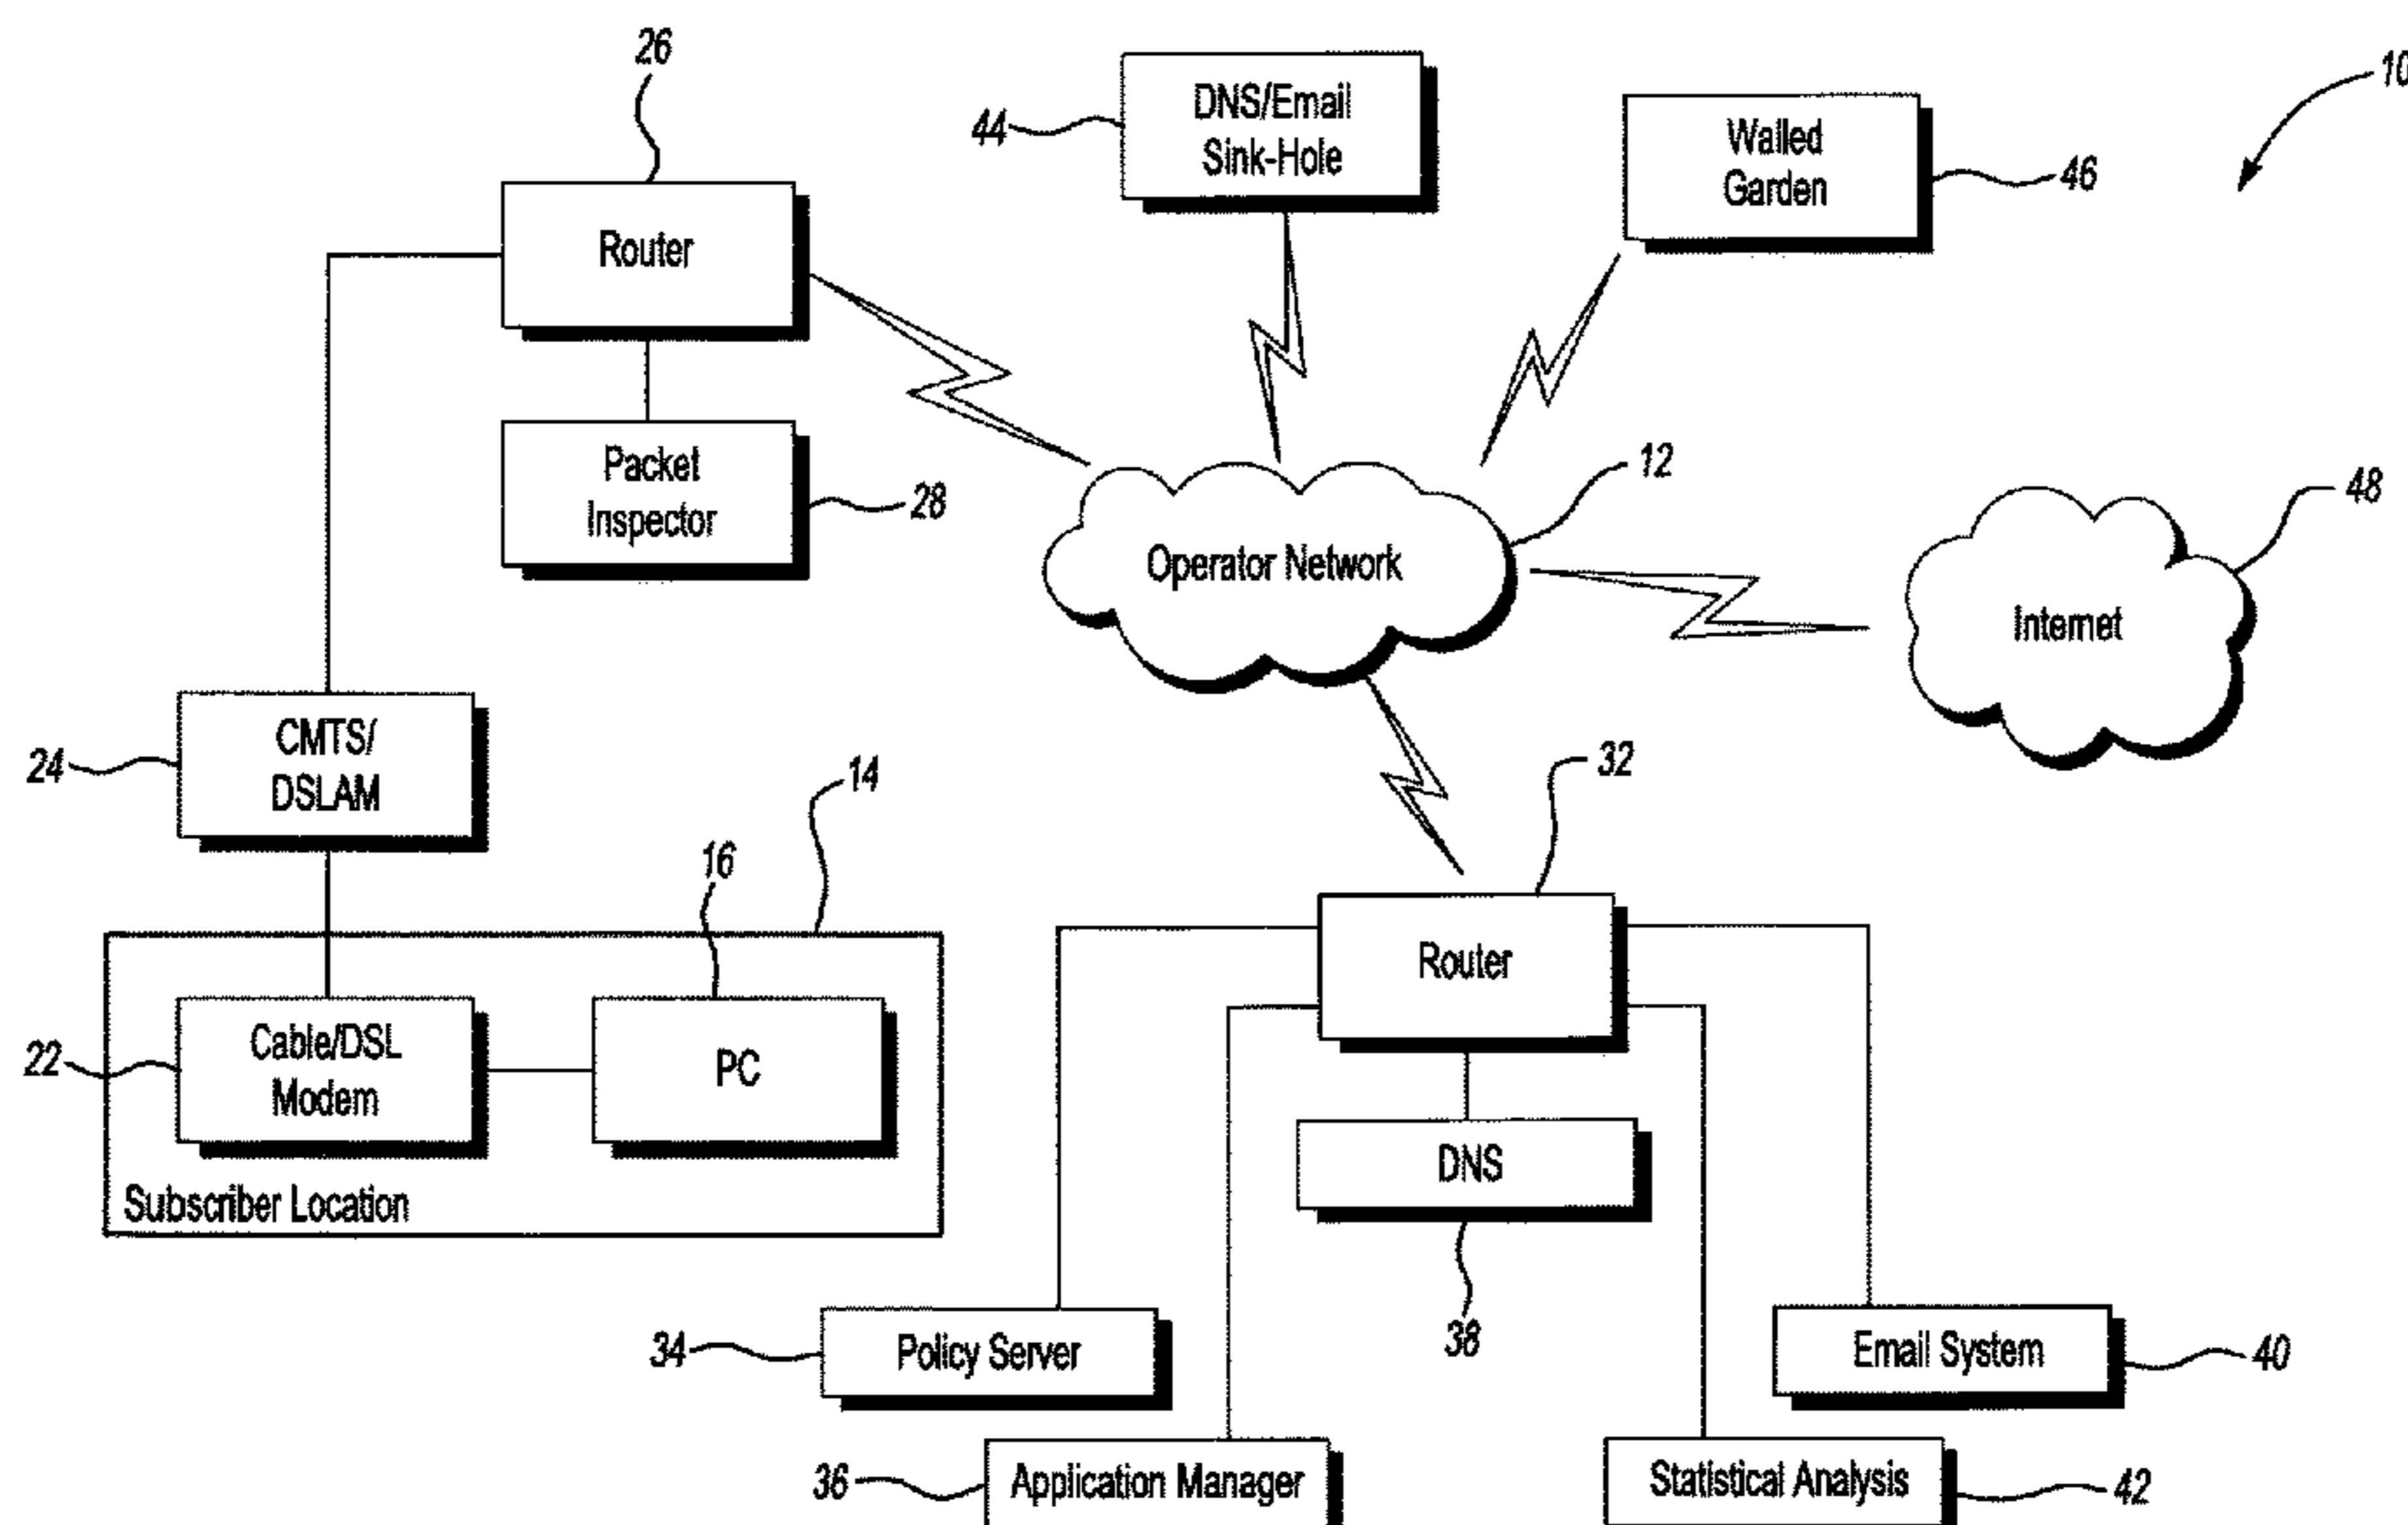 26
10
44
DNS/Email
Sink-Hole
Walled
Garden
46
Router
Packet
Inspector
28
12
Operator Network
48
Internet
24
CMTS/
DSLAM
14
16
32
22
Cable/DSL
Modem
PC
Router
Subscriber Location
DNS
38
34
Policy Server
Email System
40
36
Application Manager
Statistical Analysis
42